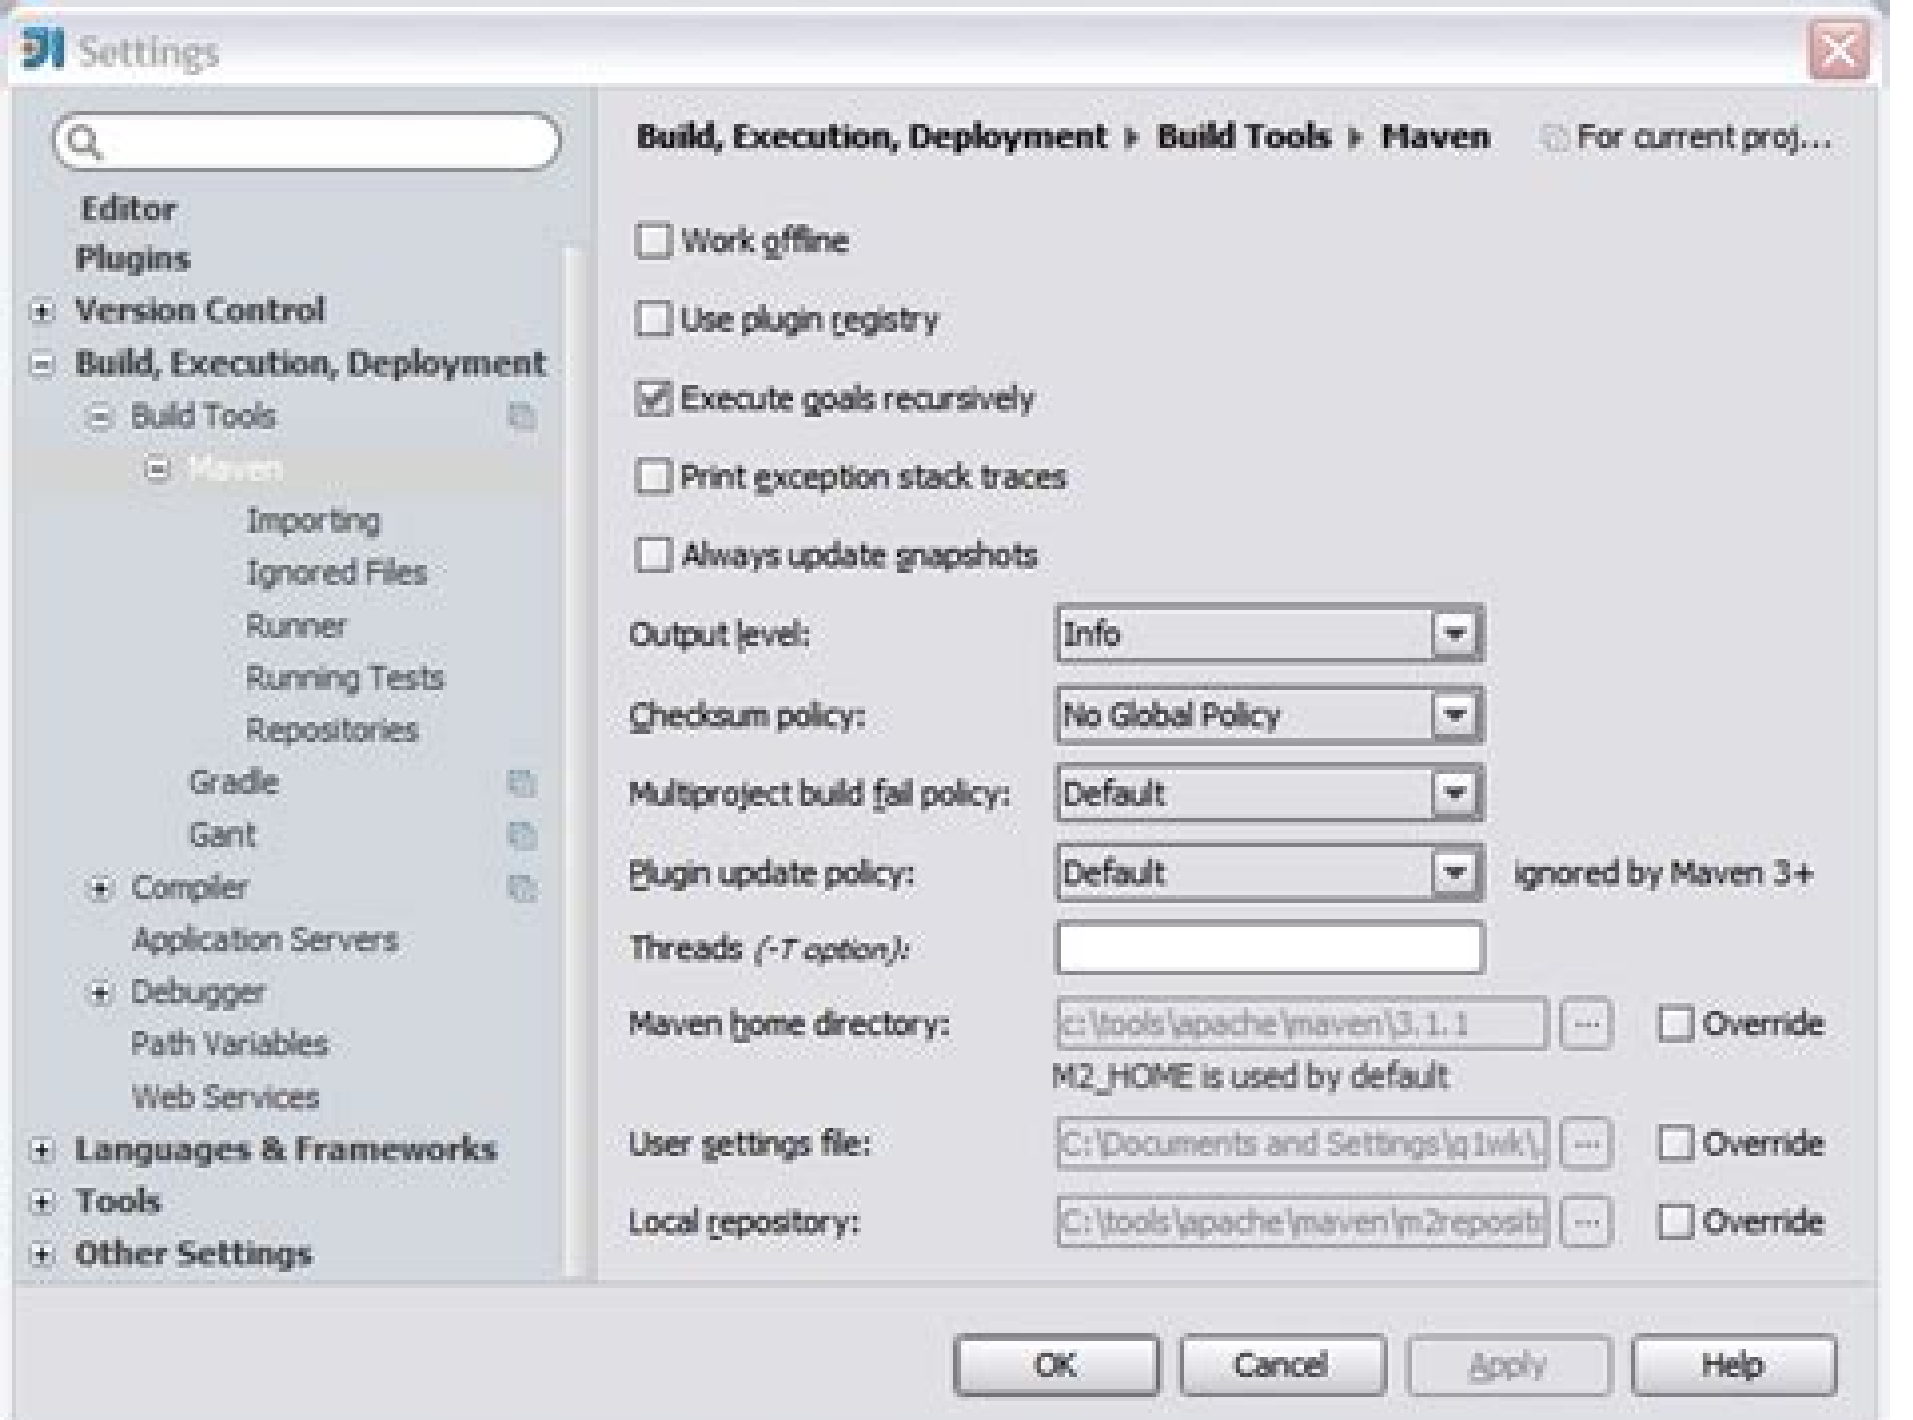 Settings
Editor
Plugins
Version Control
Build, Execution, Deployment
Build Tools
Maven
Importing
Ignored Files
Runner
Running Tests
Repositories
Gradle
Gant
Compiler
Application Servers
Debugger
Path Variables
Web Services
Languages & Frameworks
Tools
Other Settings
Build, Execution, Deployment Build Tools Maven For current proj...
Work offline
Use plugin registry
Execute goals recursively
Print exception stack traces
Always update snapshots
Output level: Info
Checksum policy: No Global Policy
Multiproject build fail policy: Default
Plugin update policy: Default ignored by Maven 3+
Threads (-T option):
Maven home directory: c:\tools\apache\maven\3.1.1 ... Override
M2_HOME is used by default
User settings file: C:\Documents and Settings\q1wk\. ... Override
Local repository: C:\tools\apache\maven\m2reposito ... Override
OK Cancel Apply Help